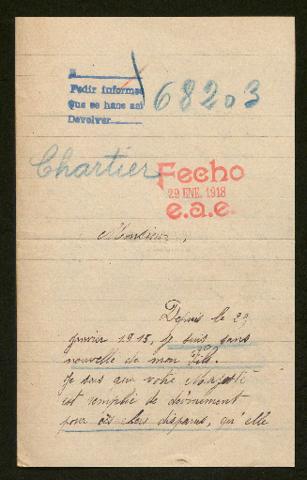 A
Pedir informes
Que se hace así
Devolver
68203
Chartier
Fecho
29 ENE. 1918
e.a.e.
Monsieur,
Depuis le 29
janvier 1915, je suis sans
nouvelle de mon Fils.
Je sais que votre Majesté
est remplie de dévouement
pour ces chers disparus, qu'elle